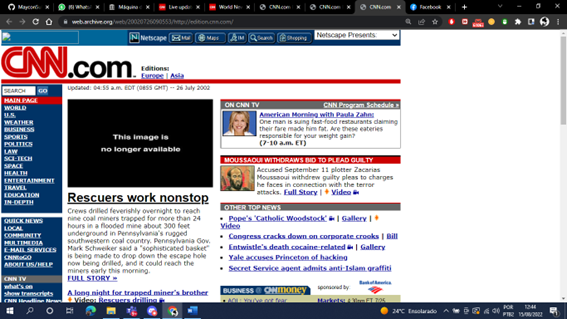 MayconG
WhatsA
Máquina
Live updat
World Ne
CNN.com
CNN.com
CNN.com
Facebook
web.archive.org/web/20020726090553/http://edition.cnn.com/
Netscape Mail Maps IM Search Shopping Netscape Presents:
CNN.com
Editions:
Europe | Asia
SEARCH GO
Updated: 04:55 a.m. EDT (0855 GMT) -- 26 July 2002
MAIN PAGE
WORLD
U.S.
WEATHER
BUSINESS
SPORTS
POLITICS
LAW
SCI-TECH
SPACE
HEALTH
ENTERTAINMENT
TRAVEL
EDUCATION
IN-DEPTH
QUICK NEWS
LOCAL
COMMUNITY
MULTIMEDIA
E-MAIL SERVICES
CNNtoGO
ABOUT US/HELP
CNN TV
what's on
show transcripts
CNN Headline News
This image is
no longer available
Rescuers work nonstop
Crews drilled feverishly overnight to reach
nine coal miners trapped for more than 24
hours in a flooded mine about 300 feet
underground in Pennsylvania's rugged
southwestern coal country. Pennsylvania Gov.
Mark Schweiker said a "sophisticated basket"
is being made to drop down the escape hole
now being drilled, and it could reach the
miners early this morning.
FULL STORY
A long night for trapped miner's brother
Video: Rescuers drilling
ON CNN TV CNN Program Schedule
American Morning with Paula Zahn:
One man is suing fast-food restaurants claiming
their fare made him fat. Are these eateries
responsible for your weight gain?
(7-10 a.m. ET)
MOUSSAOUI WITHDRAWS BID TO PLEAD GUILTY
Accused September 11 plotter Zacarias
Moussaoui withdrew guilty pleas to charges
he faces in connection with the terror
attacks. Full Story | Video
OTHER TOP NEWS
Pope's 'Catholic Woodstock' | Gallery |
Video
Congress cracks down on corporate crooks | Bill
Entwistle's death cocaine-related | Gallery
Yale accuses Princeton of hacking
Secret Service agent admits anti-Islam graffiti
BUSINESS @ CNNmoney
sponsored by:
Bank of America.
AOL: You've got fear
Markets: 4:30pm ET, 7/25
24°C Ensolarado
POR
PTB2
12:44
15/08/2022